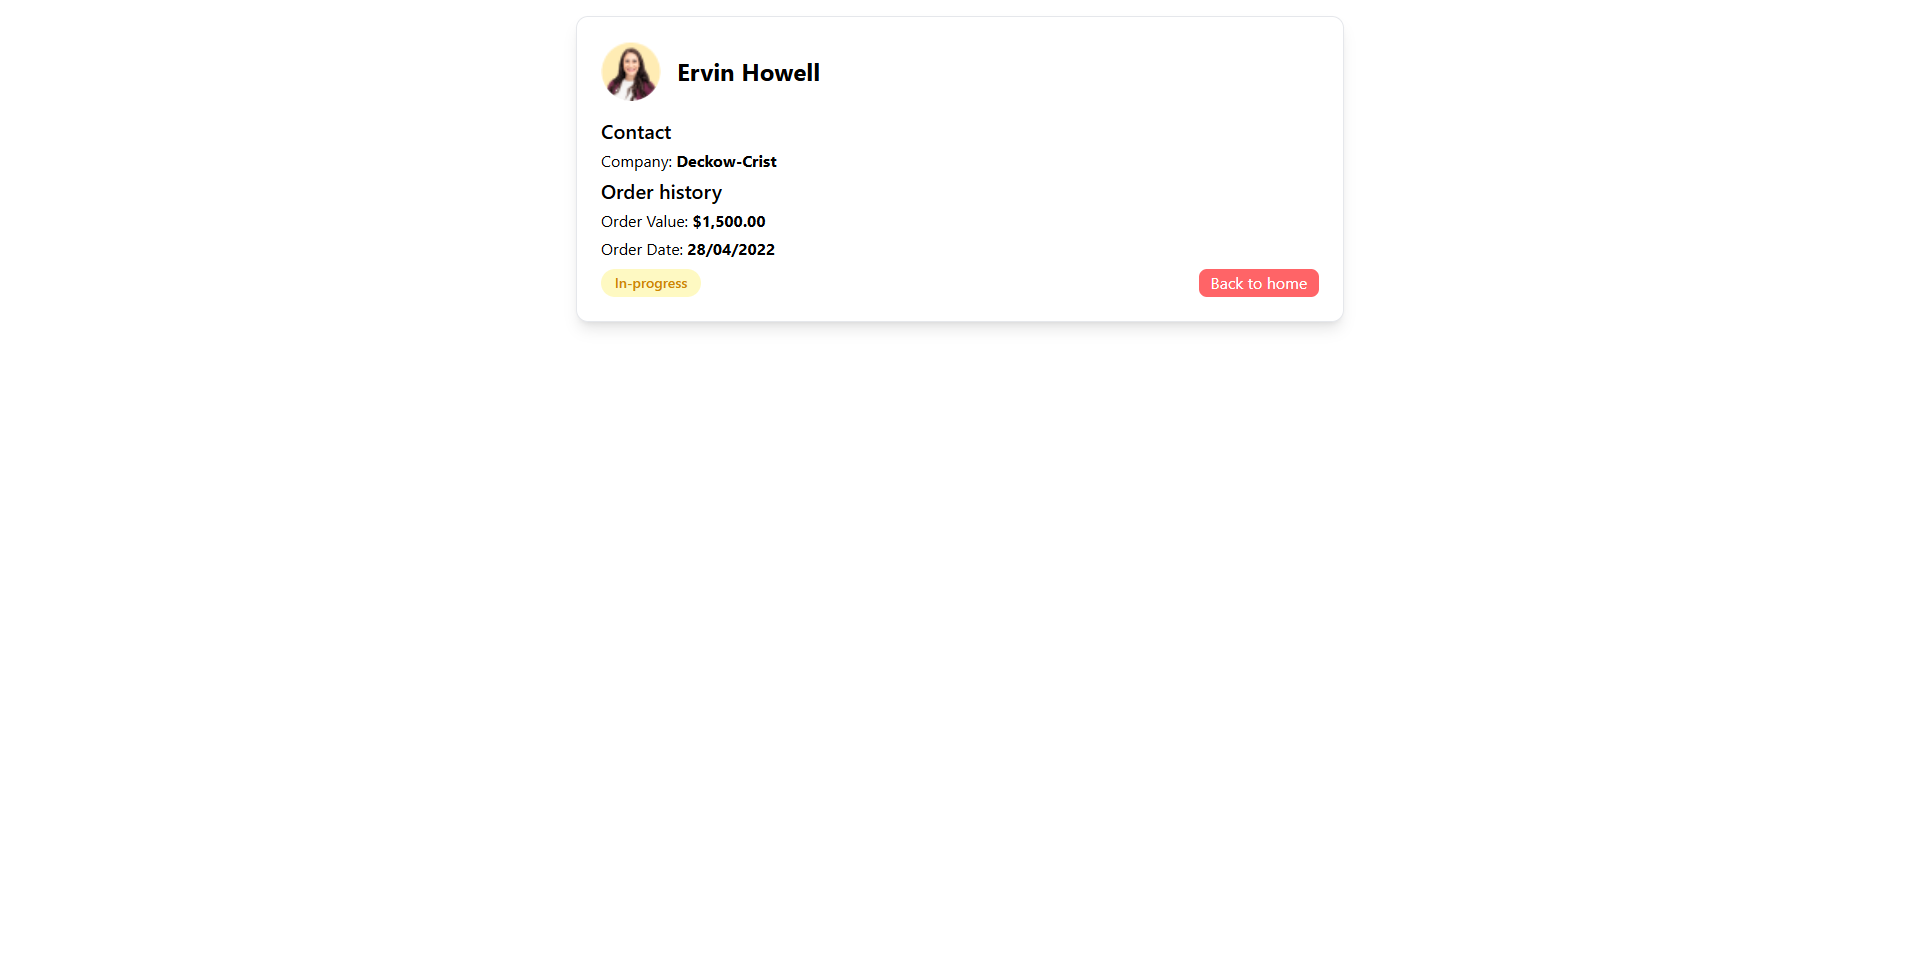 Ervin Howell
Contact
Company: Deckow-Crist
Order history
Order Value: $1,500.00
Order Date: 28/04/2022
In-progress
Back to home